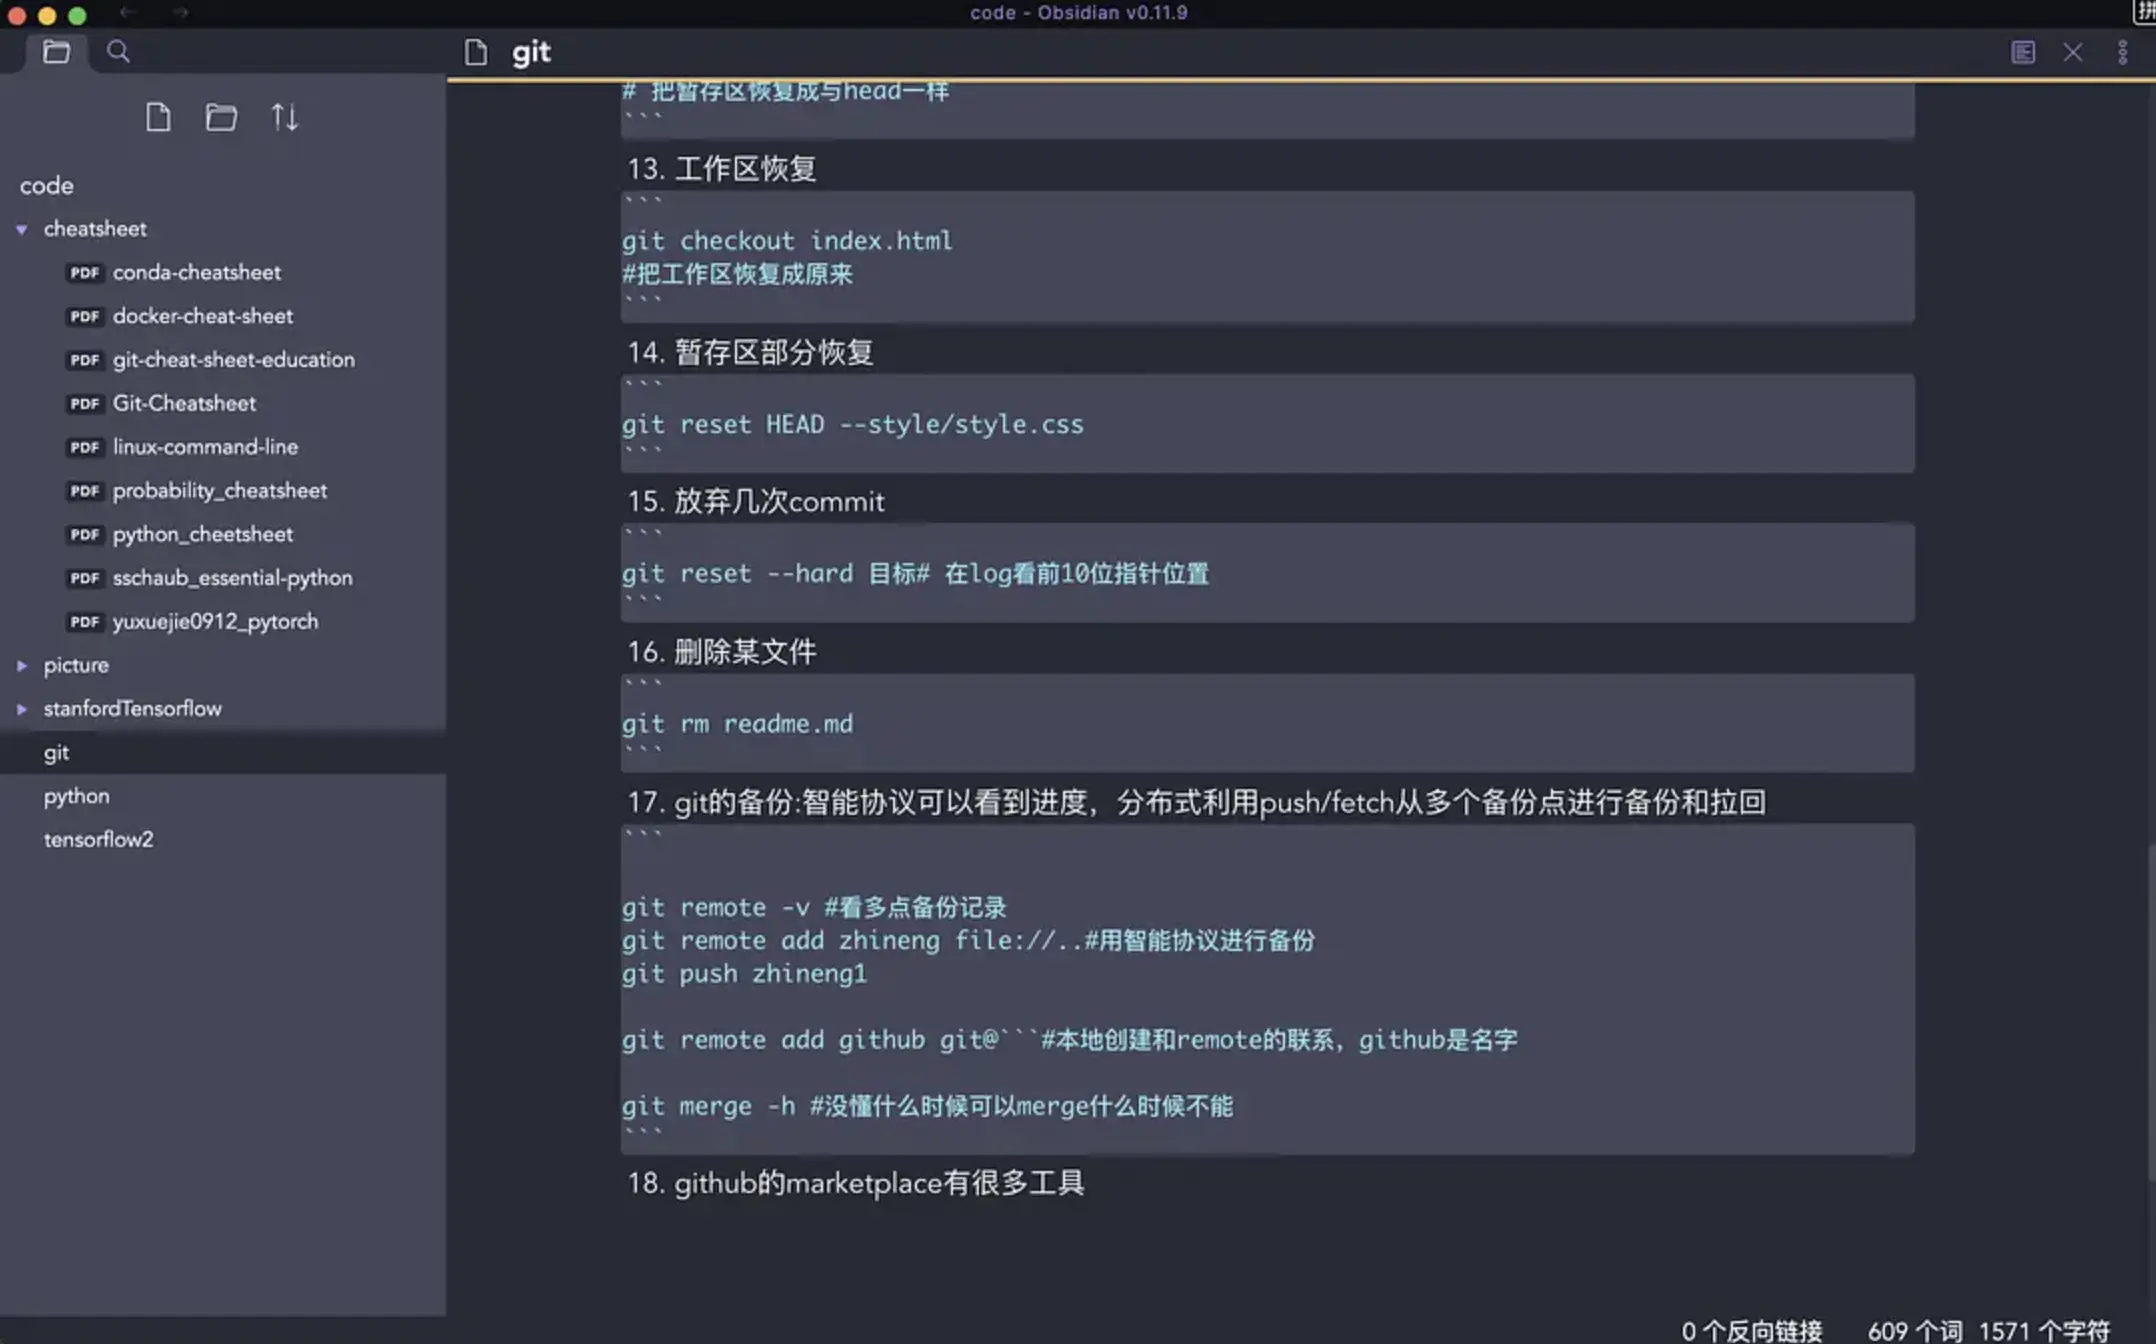 code - Obsidian v0.11.9
拼
git
code
cheatsheet
PDF conda-cheatsheet
PDF docker-cheat-sheet
PDF git-cheat-sheet-education
PDF Git-Cheatsheet
PDF linux-command-line
PDF probability_cheatsheet
PDF python_cheetsheet
PDF sschaub_essential-python
PDF yuxuejie0912_pytorch
picture
stanfordTensorflow
git
python
tensorflow2
# 把暂存区恢复成与head一样
```
13. 工作区恢复
```
git checkout index.html
#把工作区恢复成原来
```
14. 暂存区部分恢复
```
git reset HEAD --style/style.css
```
15. 放弃几次commit
```
git reset --hard 目标# 在log看前10位指针位置
```
16. 删除某文件
```
git rm readme.md
```
17. git的备份:智能协议可以看到进度，分布式利用push/fetch从多个备份点进行备份和拉回
```
git remote -v #看多点备份记录
git remote add zhineng file://..#用智能协议进行备份
git push zhineng1
git remote add github git@```#本地创建和remote的联系，github是名字
git merge -h #没懂什么时候可以merge什么时候不能
```
18. github的marketplace有很多工具
0 个反向链接 609 个词 1571 个字符